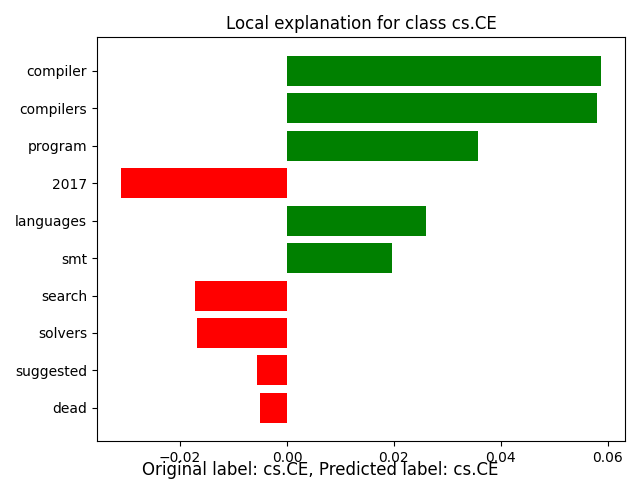 Local explanation for class cs.CE
compiler
compilers
program
2017
languages
smt
search
solvers
suggested
dead
−0.02 0.00 0.02 0.04 0.06
Original label: cs.CE, Predicted label: cs.CE